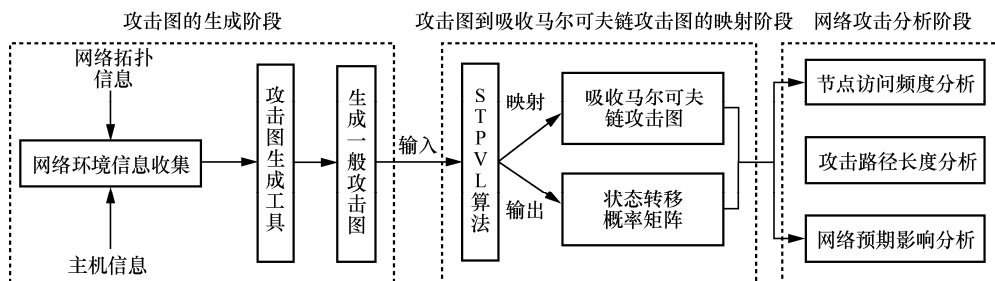 攻击图的生成阶段
攻击图到吸收马尔可夫链攻击图的映射阶段
网络攻击分析阶段
网络拓扑
信息
网络环境信息收集
主机信息
攻击图生成工具
生成一般攻击图
输入
STPVL算法
映射
输出
吸收马尔可夫
链攻击图
状态转移
概率矩阵
节点访问频度分析
攻击路径长度分析
网络预期影响分析